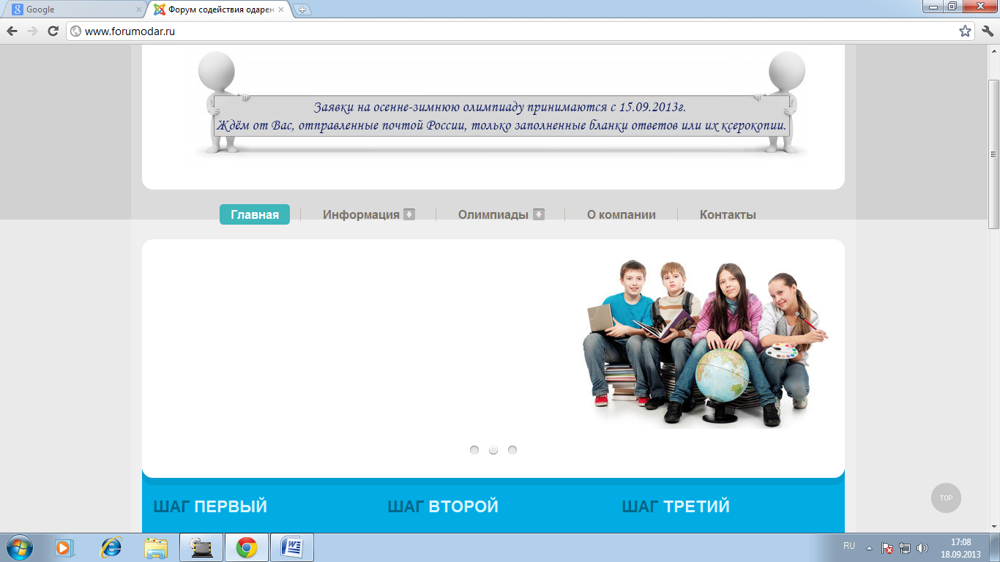 Google
Форум содействия одарен
www.forumodar.ru
Заявки на осенне-зимнюю олимпиаду принимаются с 15.09.2013г.
Ждём от Вас, отправленные почтой России, только заполненные бланки ответов или их ксерокопии.
Главная
Информация
Олимпиады
О компании
Контакты
ШАГ ПЕРВЫЙ
ШАГ ВТОРОЙ
ШАГ ТРЕТИЙ
TOP
RU
17:08
18.09.2013